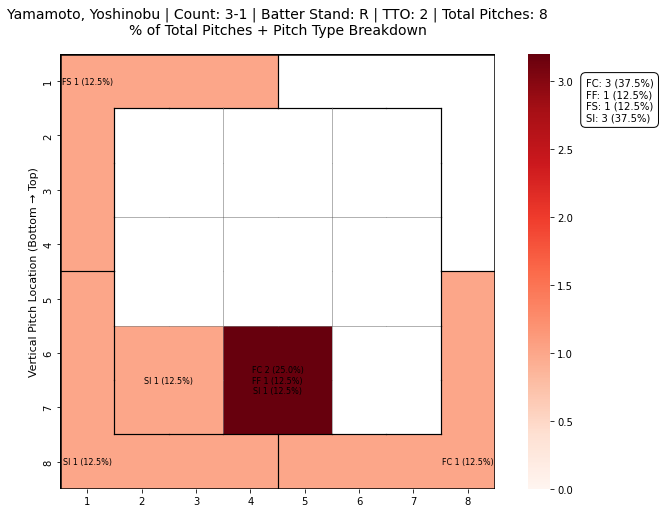 Yamamoto, Yoshinobu | Count: 3-1 | Batter Stand: R | TTO: 2 | Total Pitches: 8
% of Total Pitches + Pitch Type Breakdown
FC: 3 (37.5%)
FF: 1 (12.5%)
FS: 1 (12.5%)
SI: 3 (37.5%)
Vertical Pitch Location (Bottom → Top)
1
2
3
4
5
6
7
8
FS 1 (12.5%)
SI 1 (12.5%)
FC 2 (25.0%)
FF 1 (12.5%)
SI 1 (12.5%)
SI 1 (12.5%)
FC 1 (12.5%)
1 2 3 4 5 6 7 8
3.0
2.5
2.0
1.5
1.0
0.5
0.0